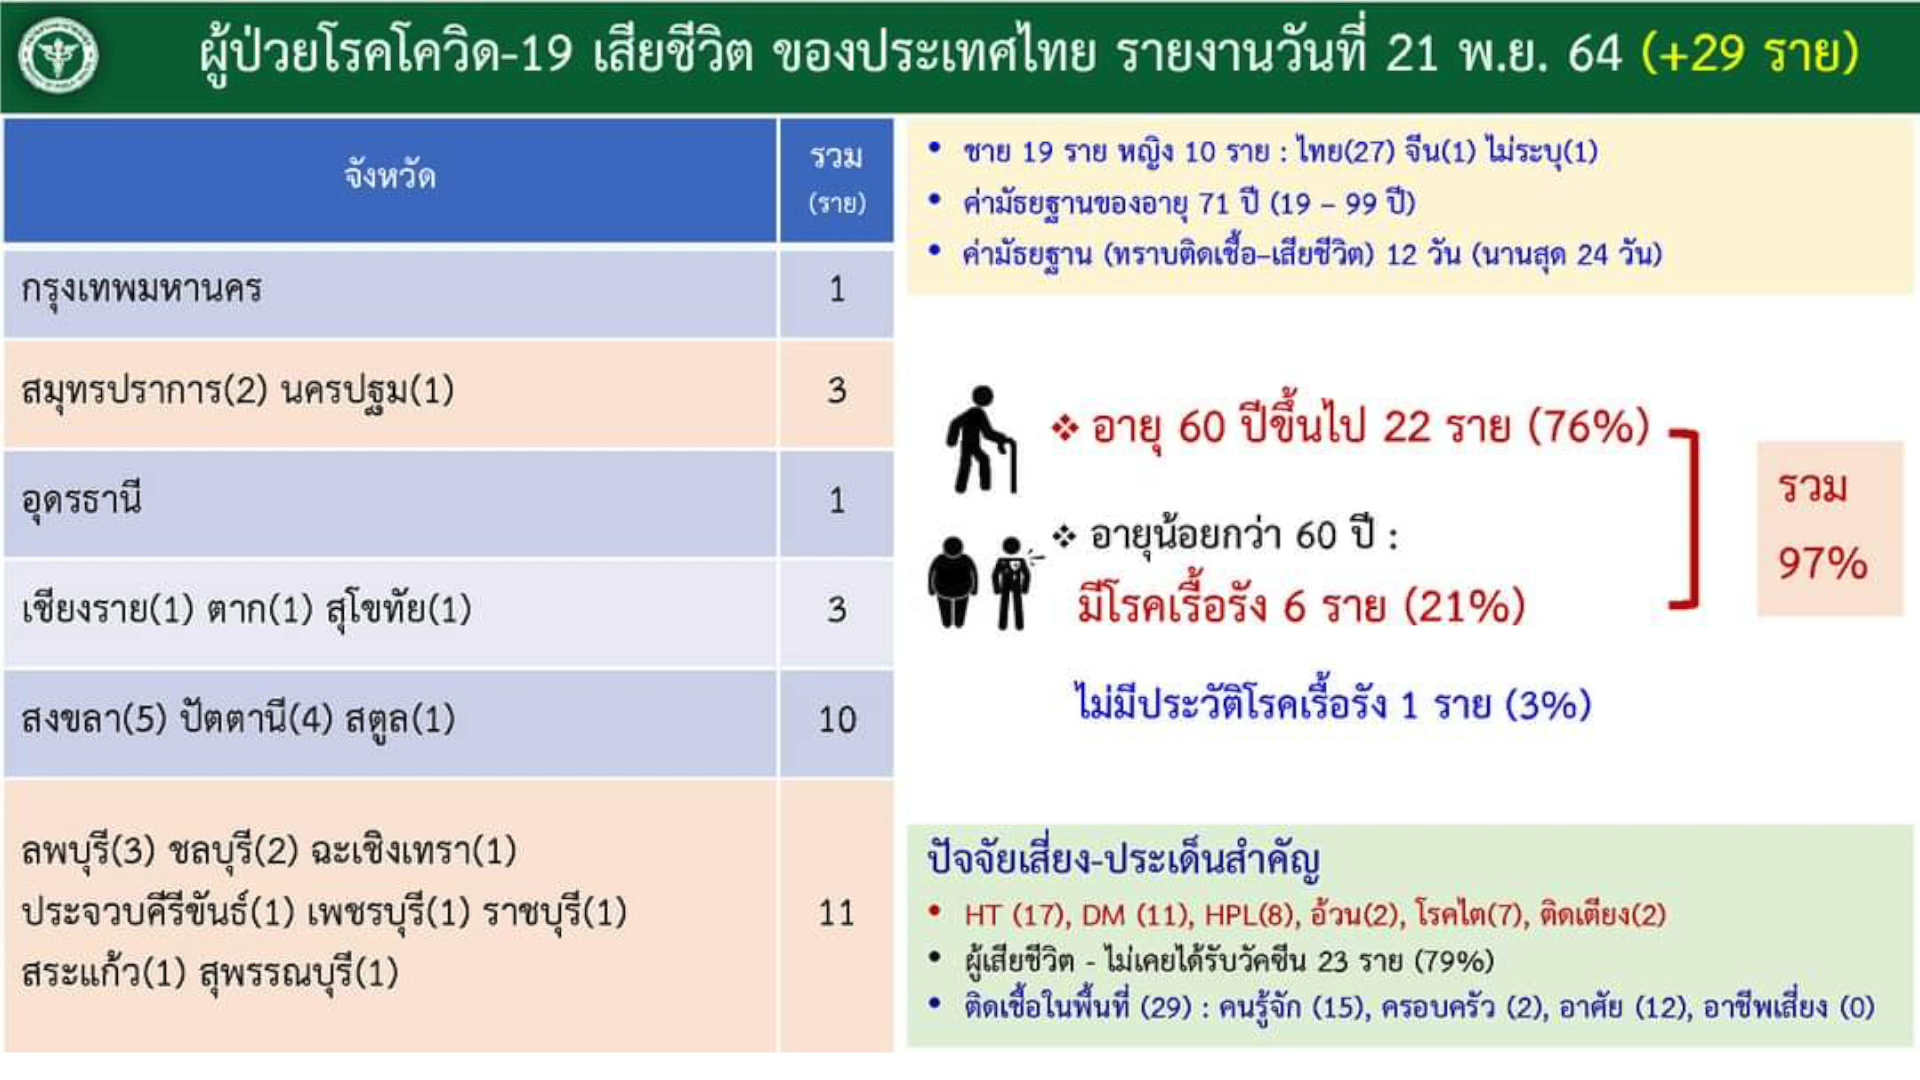 ผู้ป่วยโรคโควิด-19 เสียชีวิต ของประเทศไทย รายงานวันที่ 21 พ.ย. 64 (+29 ราย)
จังหวัด
รวม
(ราย)
กรุงเทพมหานคร 1
สมุทรปราการ(2) นครปฐม(1) 3
อุดรธานี 1
เชียงราย(1) ตาก(1) สุโขทัย(1) 3
สงขลา(5) ปัตตานี(4) สตูล(1) 10
ลพบุรี(3) ชลบุรี(2) ฉะเชิงเทรา(1)
ประจวบคีรีขันธ์(1) เพชรบุรี(1) ราชบุรี(1) 11
สระแก้ว(1) สุพรรณบุรี(1)
• ชาย 19 ราย หญิง 10 ราย : ไทย(27) จีน(1) ไม่ระบุ(1)
• ค่ามัธยฐานของอายุ 71 ปี (19 – 99 ปี)
• ค่ามัธยฐาน (ทราบติดเชื้อ–เสียชีวิต) 12 วัน (นานสุด 24 วัน)
❖ อายุ 60 ปีขึ้นไป 22 ราย (76%)
❖ อายุน้อยกว่า 60 ปี :
มีโรคเรื้อรัง 6 ราย (21%)
ไม่มีประวัติโรคเรื้อรัง 1 ราย (3%)
รวม
97%
ปัจจัยเสี่ยง-ประเด็นสำคัญ
• HT (17), DM (11), HPL(8), อ้วน(2), โรคไต(7), ติดเตียง(2)
• ผู้เสียชีวิต - ไม่เคยได้รับวัคซีน 23 ราย (79%)
• ติดเชื้อในพื้นที่ (29) : คนรู้จัก (15), ครอบครัว (2), อาศัย (12), อาชีพเสี่ยง (0)